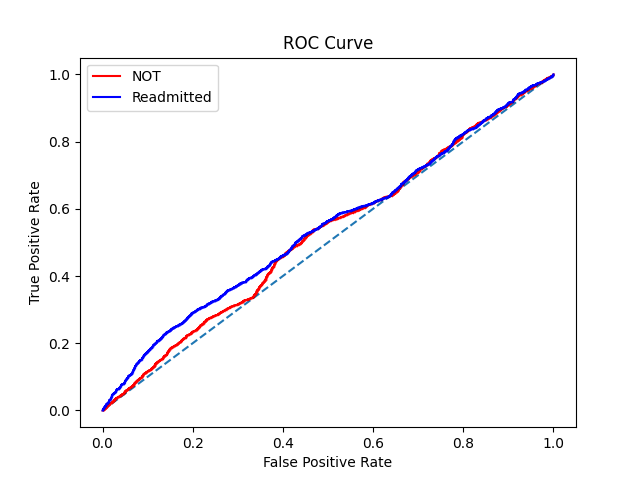 ROC Curve
NOT
Readmitted
True Positive Rate
1.0
0.8
0.6
0.4
0.2
0.0
0.0 0.2 0.4 0.6 0.8 1.0
False Positive Rate